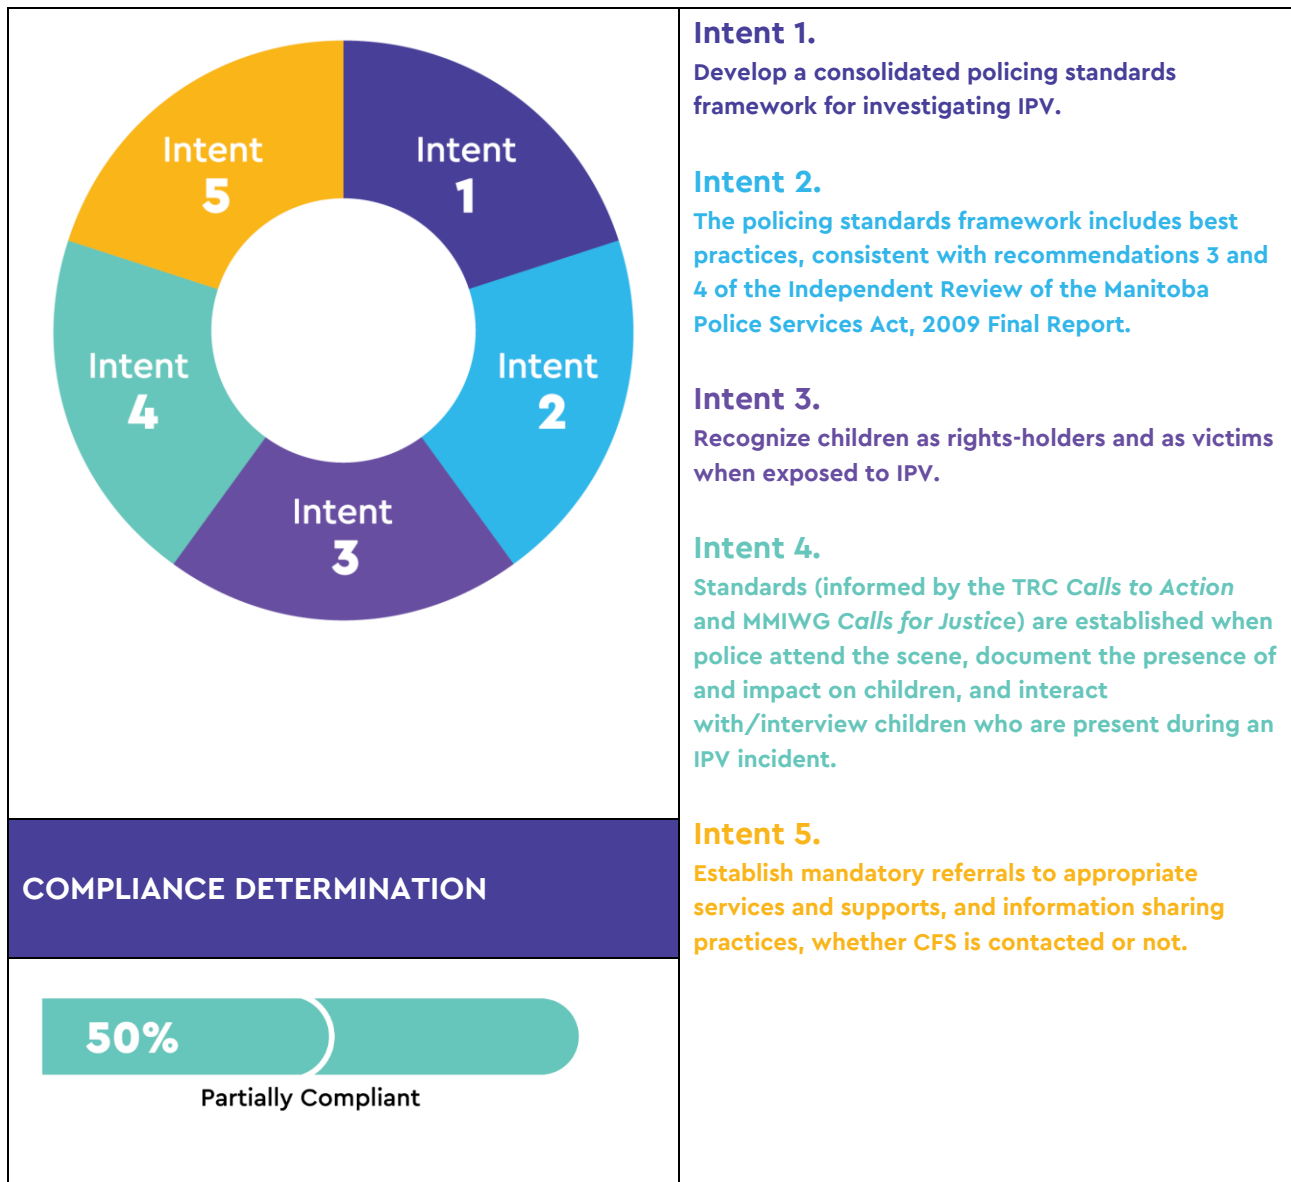 Intent
1
Intent
2
Intent
3
Intent
4
Intent
5
COMPLIANCE DETERMINATION
50%
Partially Compliant
Intent 1.
Develop a consolidated policing standards
framework for investigating IPV.
Intent 2.
The policing standards framework includes best
practices, consistent with recommendations 3 and
4 of the Independent Review of the Manitoba
Police Services Act, 2009 Final Report.
Intent 3.
Recognize children as rights-holders and as victims
when exposed to IPV.
Intent 4.
Standards (informed by the TRC Calls to Action
and MMIWG Calls for Justice) are established when
police attend the scene, document the presence of
and impact on children, and interact
with/interview children who are present during an
IPV incident.
Intent 5.
Establish mandatory referrals to appropriate
services and supports, and information sharing
practices, whether CFS is contacted or not.